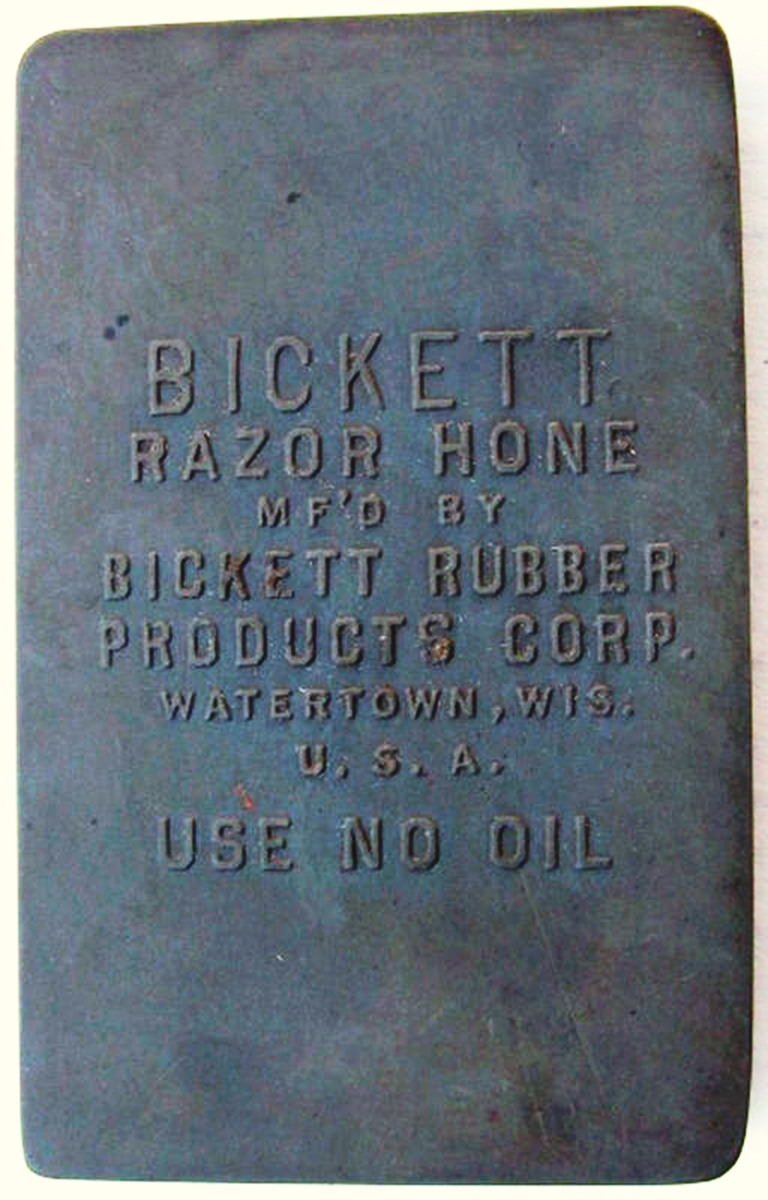 BICKETT
RAZOR HONE
MF'D BY
BICKETT RUBBER
PRODUCTS CORP.
WATERTOWN, WIS.
U. S. A.
USE NO OIL